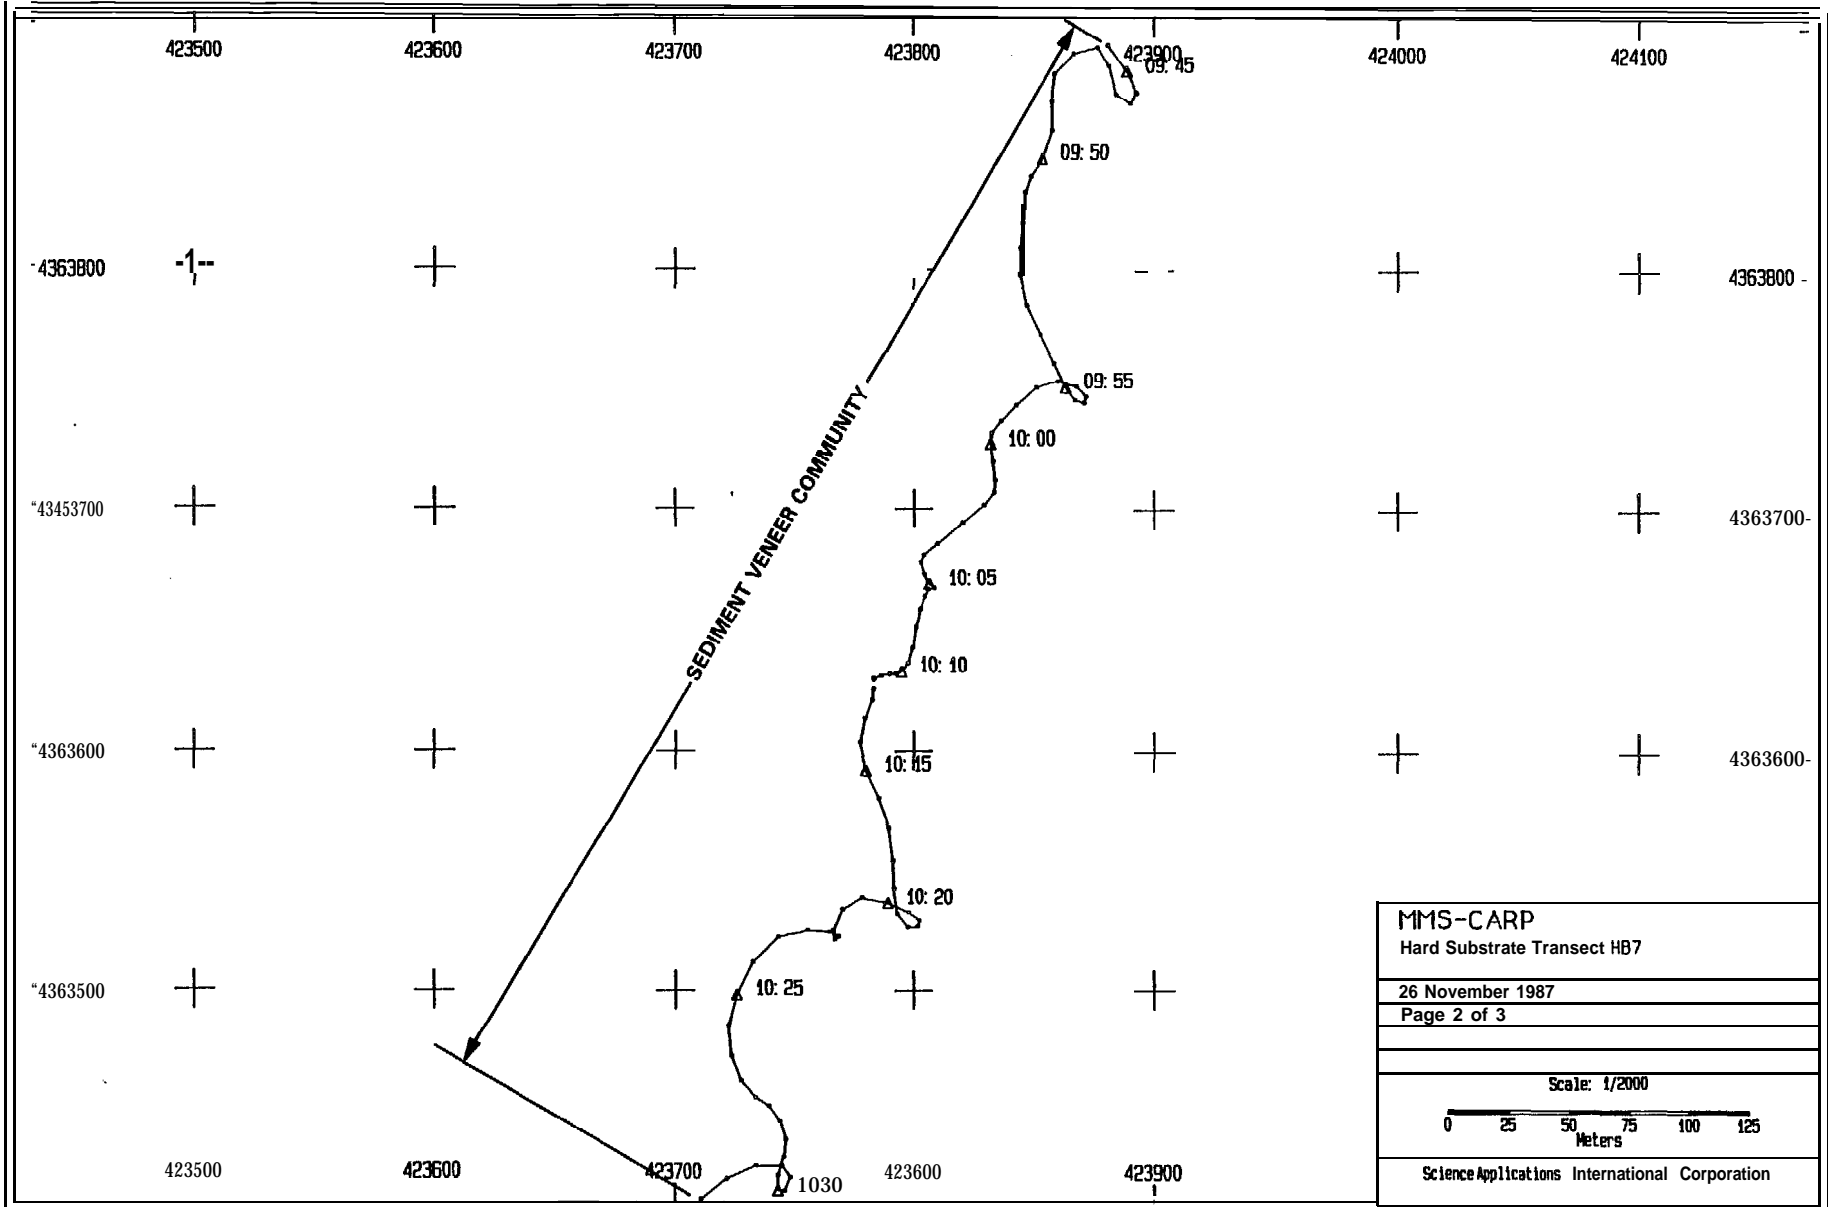 423500 423600 423700 423800 423900 424000 424100
09: 45
09: 50
-4363800 4363800 -
09: 55
10: 00
SEDIMENT VENEER COMMUNITY
"43453700 4363700-
10: 05
10: 10
"4363600 4363600-
10: 15
10: 20
"4363500
10: 25
MMS-CARP
Hard Substrate Transect HB7
26 November 1987
Page 2 of 3
Scale: 1/2000
0 25 50 75 100 125
Meters
Science Applications International Corporation
423500 423600 423700 423600 423900
1030